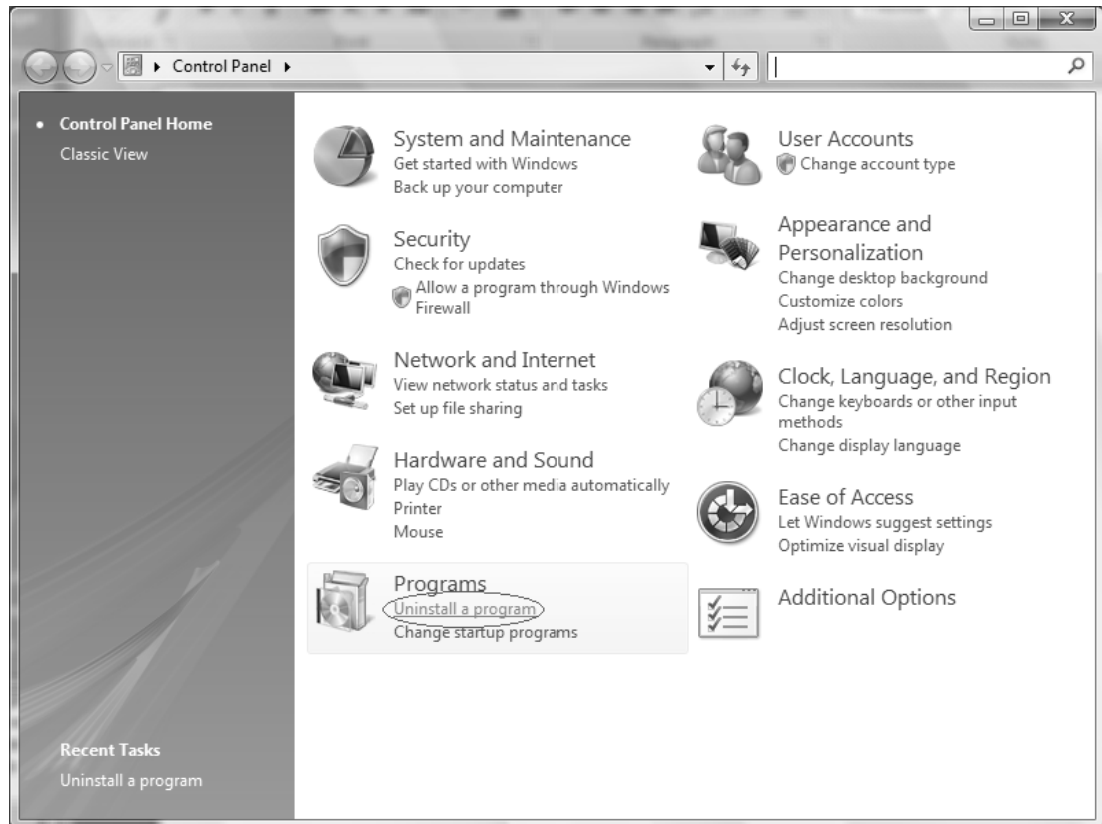 Control Panel
Control Panel Home
Classic View
System and Maintenance
Get started with Windows
Back up your computer
Security
Check for updates
Allow a program through Windows
Firewall
Network and Internet
View network status and tasks
Set up file sharing
Hardware and Sound
Play CDs or other media automatically
Printer
Mouse
Programs
Uninstall a program
Change startup programs
User Accounts
Change account type
Appearance and
Personalization
Change desktop background
Customize colors
Adjust screen resolution
Clock, Language, and Region
Change keyboards or other input
methods
Change display language
Ease of Access
Let Windows suggest settings
Optimize visual display
Additional Options
Recent Tasks
Uninstall a program